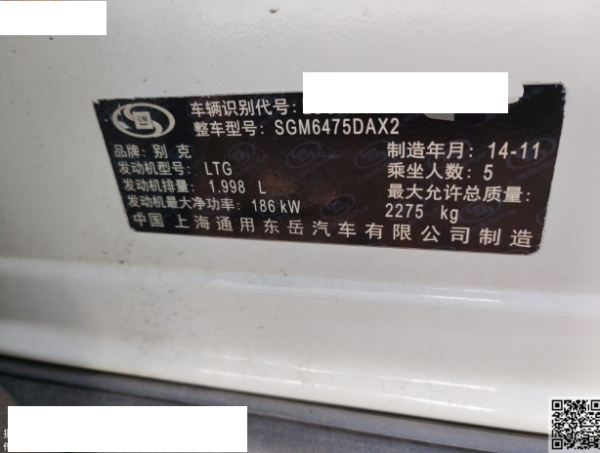 车辆识别代号:
整车型号: SGM6475DAX2
品牌: 别克 制造年月: 14-11
发动机型号: LTG 乘坐人数: 5
发动机排量: 1.998 L 最大允许总质量:
发动机最大净功率: 186 kW 2275 kg
中国 上海通用东岳汽车有限公司制造
GM